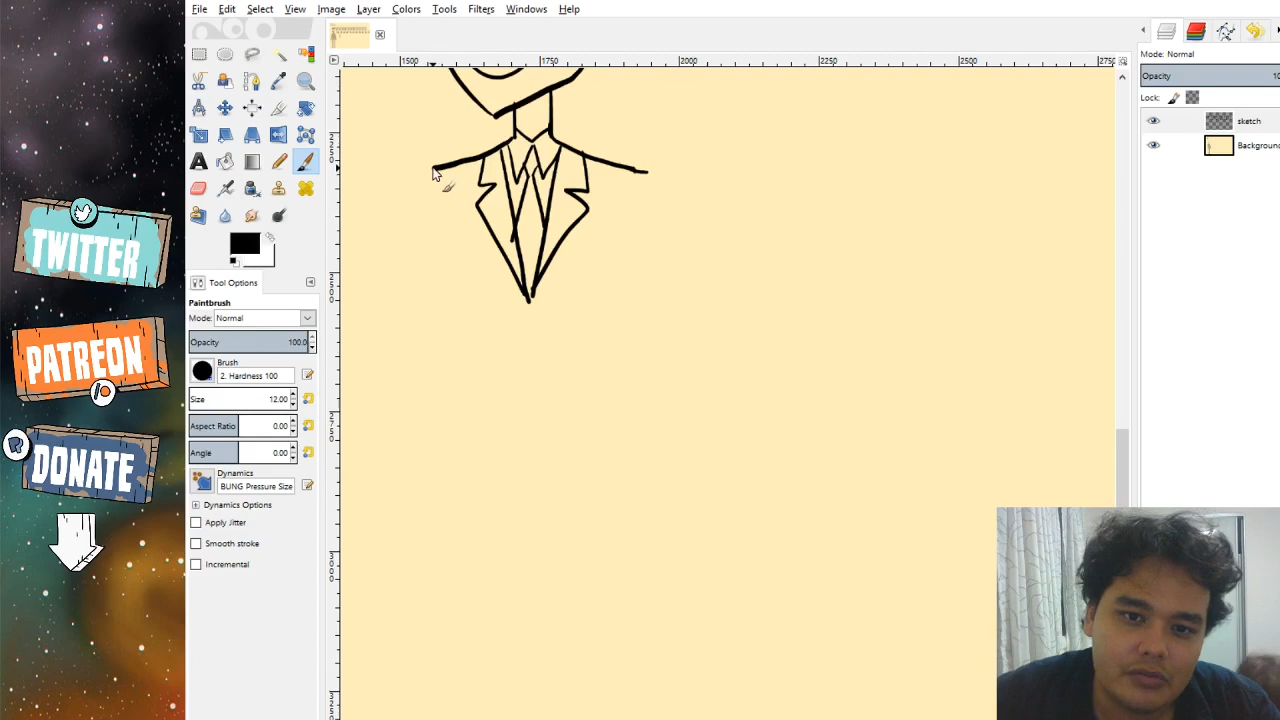 File Edit Select View Image Layer Colors Tools Filters Windows Help
1500 1750 2000 2250 2750
Mode: Normal
Opacity 10
Lock:
sketch
Background
TWITTER
PATREON
DONATE
Tool Options
Paintbrush
Mode: Normal
Opacity 100.0
Brush
2. Hardness 100
Size 12.00
Aspect Ratio 0.00
Angle 0.00
Dynamics
BUNG Pressure Size
Dynamics Options
Apply Jitter
Smooth stroke
Incremental